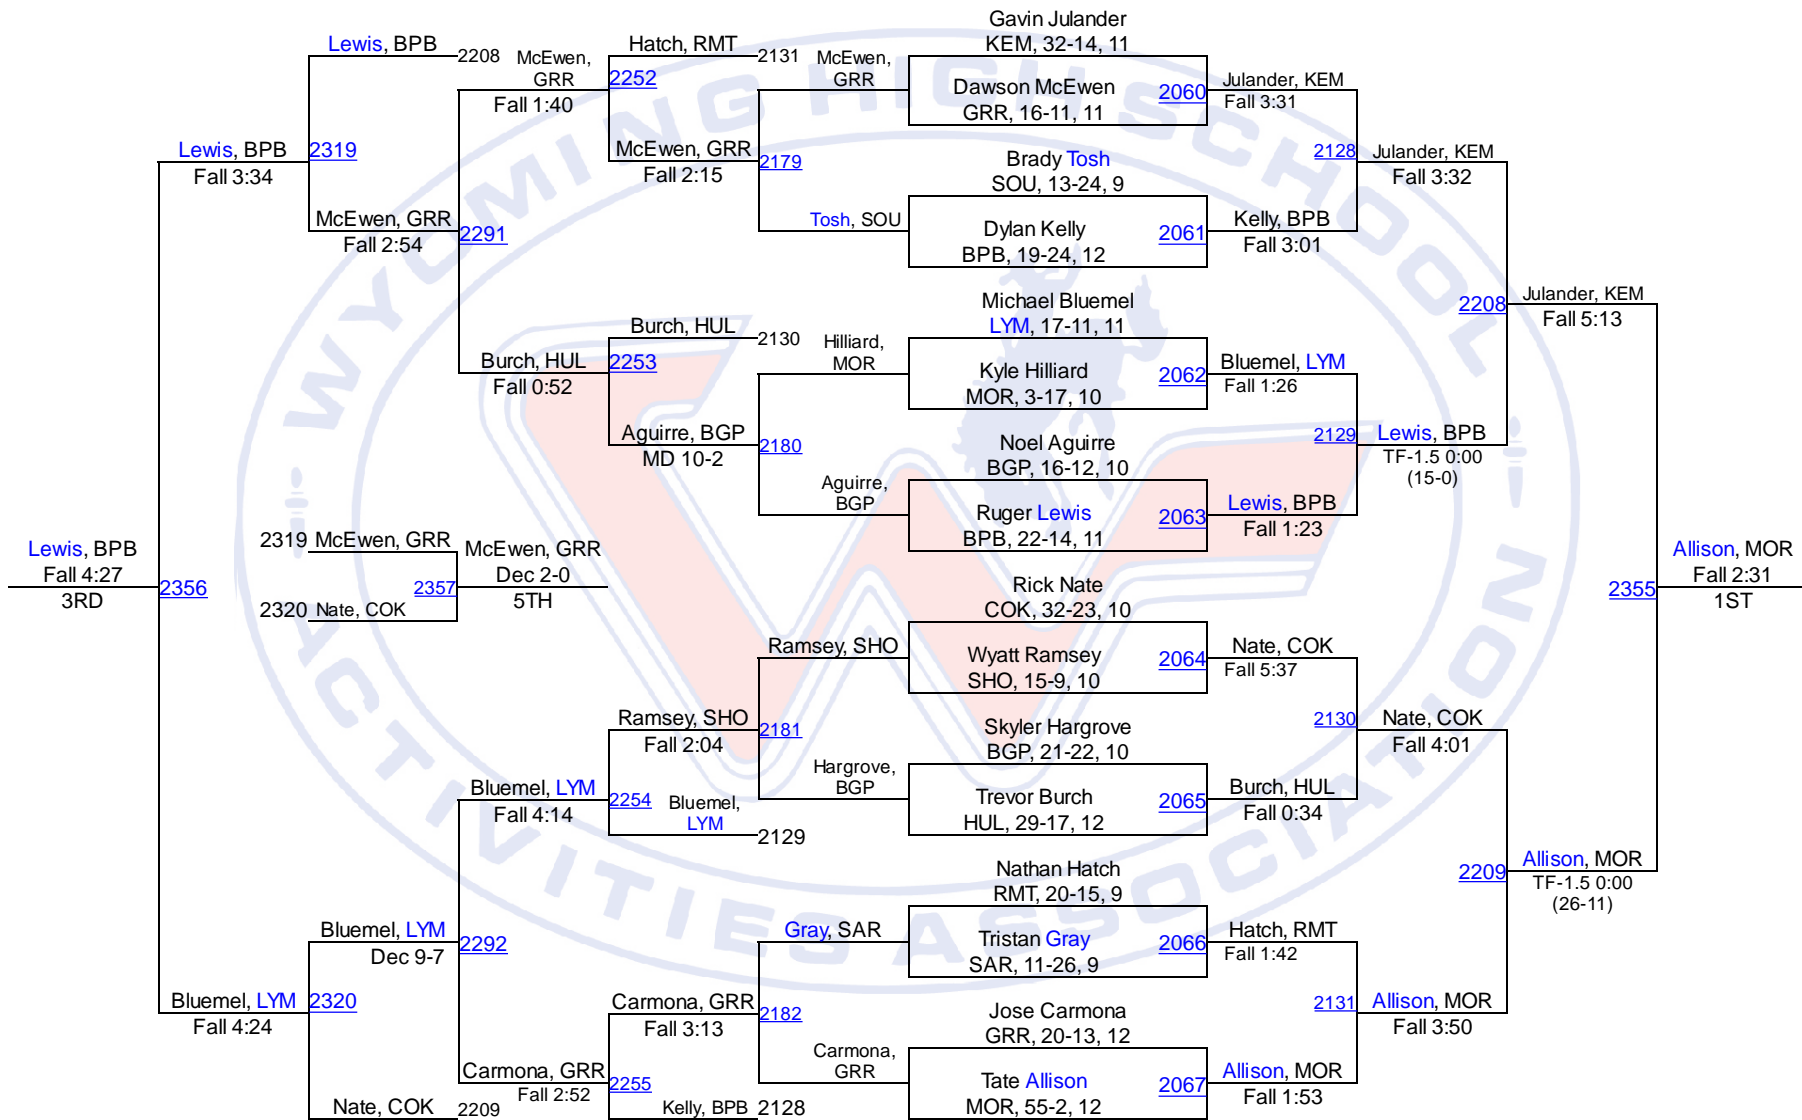 WYOMING HIGH SCHOOL
ACTIVITIES ASSOCIATION
Gavin Julander
KEM, 32-14, 11
Dawson McEwen
GRR, 16-11, 11
2060
Brady Tosh
SOU, 13-24, 9
Dylan Kelly
BPB, 19-24, 12
2061
Michael Bluemel
LYM, 17-11, 11
Kyle Hilliard
MOR, 3-17, 10
2062
Noel Aguirre
BGP, 16-12, 10
Ruger Lewis
BPB, 22-14, 11
2063
Rick Nate
COK, 32-23, 10
Wyatt Ramsey
SHO, 15-9, 10
2064
Skyler Hargrove
BGP, 21-22, 10
Trevor Burch
HUL, 29-17, 12
2065
Nathan Hatch
RMT, 20-15, 9
Tristan Gray
SAR, 11-26, 9
2066
Jose Carmona
GRR, 20-13, 12
Tate Allison
MOR, 55-2, 12
2067
Julander, KEM
Fall 3:31
2128
Kelly, BPB
Fall 3:01
Bluemel, LYM
Fall 1:26
2129
Lewis, BPB
Fall 1:23
Nate, COK
Fall 5:37
2130
Burch, HUL
Fall 0:34
Hatch, RMT
Fall 1:42
2131
Allison, MOR
Fall 1:53
Julander, KEM
Fall 3:32
2208
Lewis, BPB
TF-1.5 0:00
(15-0)
Nate, COK
Fall 4:01
2209
Allison, MOR
Fall 3:50
Julander, KEM
Fall 5:13
2355
Allison, MOR
TF-1.5 0:00
(26-11)
Allison, MOR
Fall 2:31
1ST
McEwen,
GRR
2179
Tosh, SOU
Hilliard,
MOR
2180
Aguirre,
BGP
Ramsey, SHO
2181
Hargrove,
BGP
Gray, SAR
2182
Carmona,
GRR
Hatch, RMT
2131
2252
McEwen, GRR
Fall 2:15
Burch, HUL
2130
2253
Aguirre, BGP
MD 10-2
Ramsey, SHO
Fall 2:04
2254
Bluemel,
LYM
2129
Carmona, GRR
Fall 3:13
2255
Kelly, BPB
2128
McEwen,
GRR
Fall 1:40
2291
Burch, HUL
Fall 0:52
Bluemel, LYM
Fall 4:14
2292
Carmona, GRR
Fall 2:52
Lewis, BPB
2208
2319
McEwen, GRR
Fall 2:54
Bluemel, LYM
Dec 9-7
2320
Nate, COK
2209
Lewis, BPB
Fall 3:34
2356
Bluemel, LYM
Fall 4:24
Lewis, BPB
Fall 4:27
3RD
2319 McEwen, GRR
2357
2320 Nate, COK
McEwen, GRR
Dec 2-0
5TH